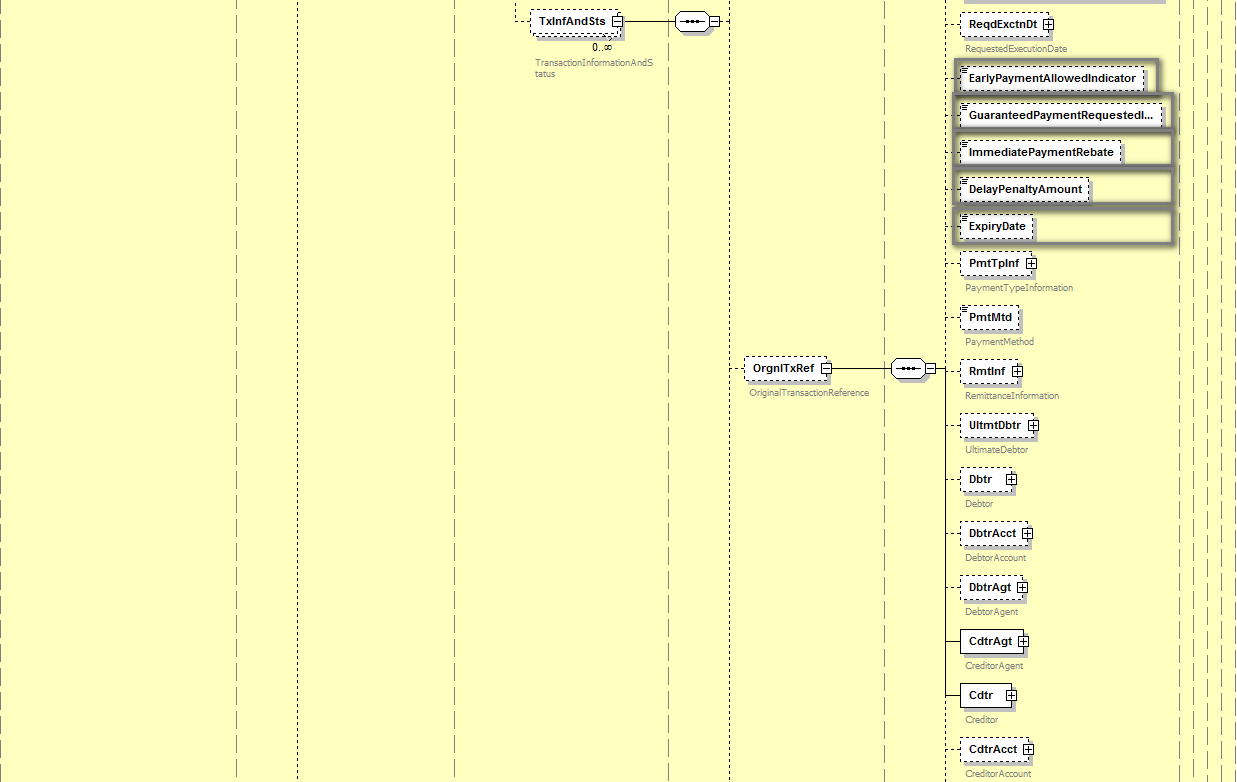 TxInfAndSts
0..∞
TransactionInformationAndS
tatus
ReqdExctnDt
RequestedExecutionDate
EarlyPaymentAllowedIndicator
GuaranteedPaymentRequestedI...
ImmediatePaymentRebate
DelayPenaltyAmount
ExpiryDate
PmtTpInf
PaymentTypeInformation
PmtMtd
PaymentMethod
OrgnlTxRef
OriginalTransactionReference
RmtInf
RemittanceInformation
UltmtDbtr
UltimateDebtor
Dbtr
Debtor
DbtrAcct
DebtorAccount
DbtrAgt
DebtorAgent
CdtrAgt
CreditorAgent
Cdtr
Creditor
CdtrAcct
CreditorAccount